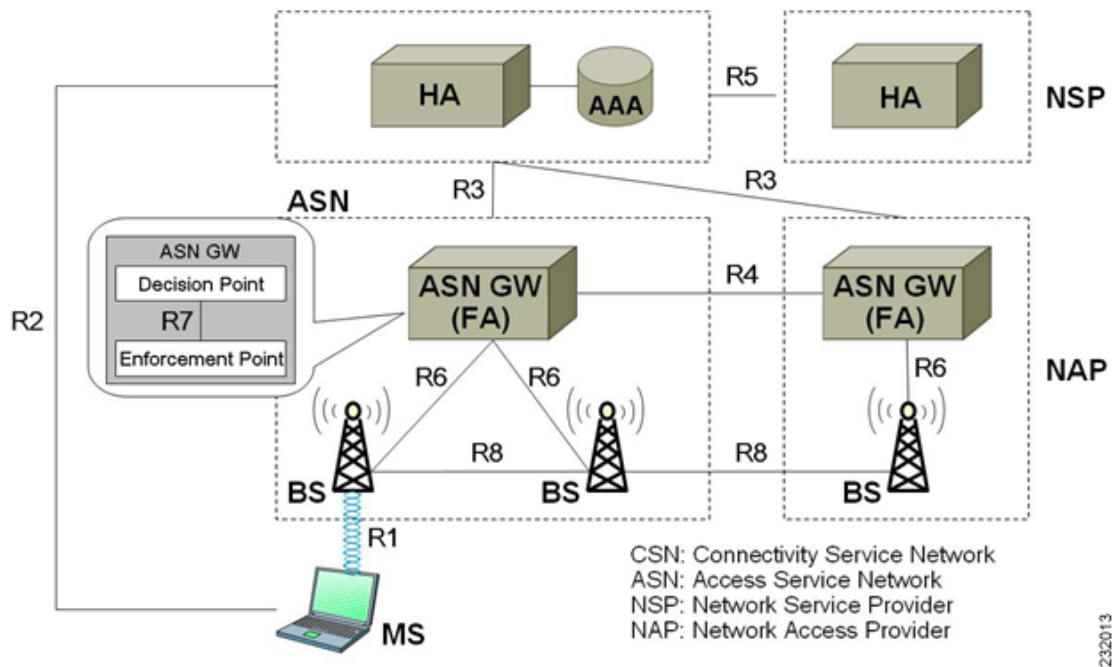 HA
AAA
R5
HA
NSP
R3
R3
ASN
ASN GW
Decision Point
R7
Enforcement Point
R2
ASN GW
(FA)
R4
ASN GW
(FA)
R6
R6
R6
NAP
R8
R8
BS
BS
BS
R1
MS
CSN: Connectivity Service Network
ASN: Access Service Network
NSP: Network Service Provider
NAP: Network Access Provider
232013